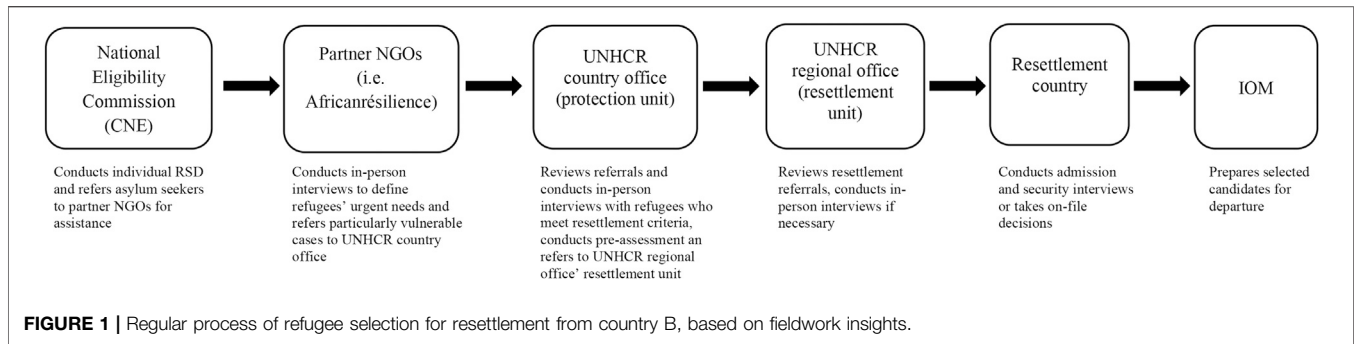 National
Eligibility
Commission
(CNE)
Partner NGOs
(i.e.
Africanrésilience)
UNHCR
country office
(protection unit)
UNHCR
regional office
(resettlement
unit)
Resettlement
country
IOM
Conducts individual RSD
and refers asylum seekers
to partner NGOs for
assistance
Conducts in-person
interviews to define
refugees' urgent needs and
refers particularly vulnerable
cases to UNHCR country
office
Reviews referrals and
conducts in-person
interviews with refugees who
meet resettlement criteria,
conducts pre-assessment an
refers to UNHCR regional
office' resettlement unit
Reviews resettlement
referrals, conducts in-
person interviews if
necessary
Conducts admission
and security interviews
or takes on-file
decisions
Prepares selected
candidates for
departure
FIGURE 1 | Regular process of refugee selection for resettlement from country B, based on fieldwork insights.